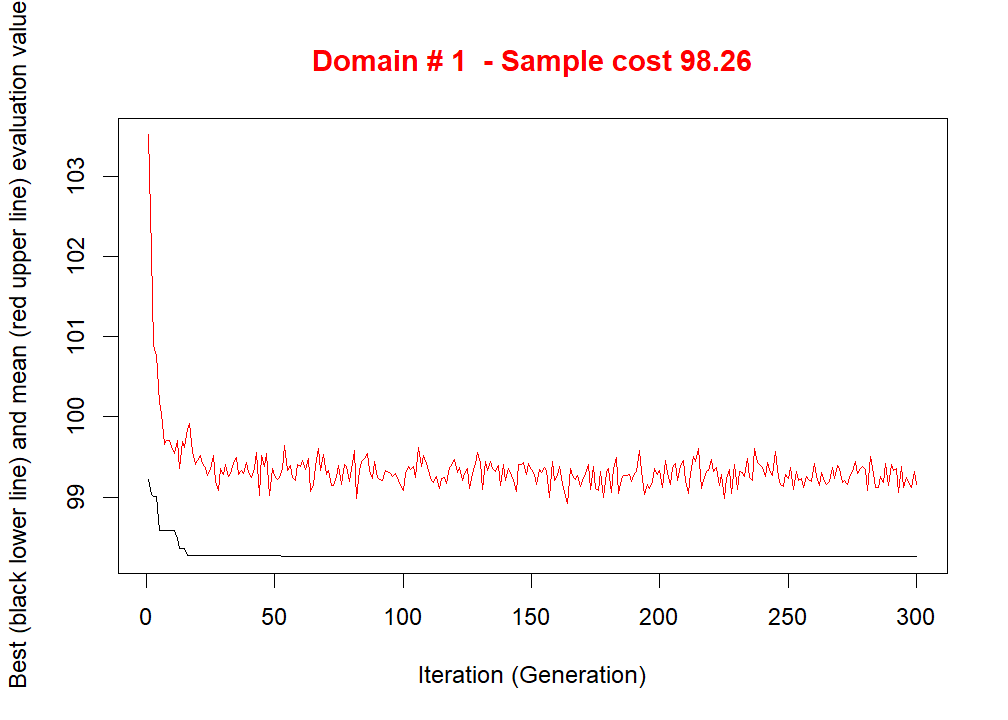 Domain # 1  - Sample cost 98.26
Best (black lower line) and mean (red upper line) evaluation value
103
102
101
100
99
0 50 100 150 200 250 300
Iteration (Generation)